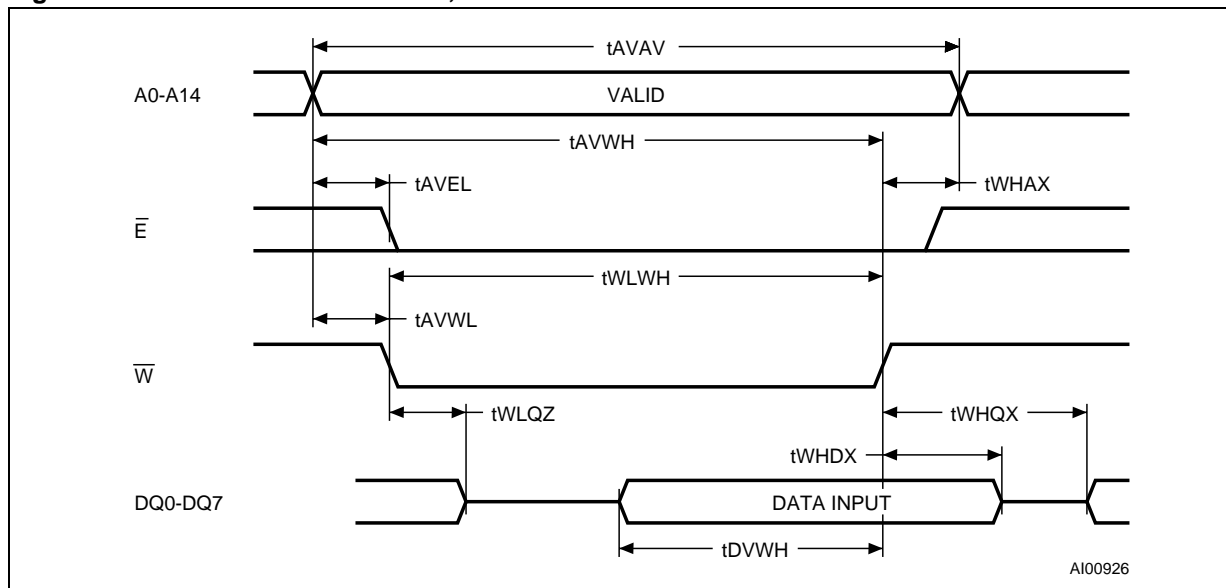 tAVAV
A0-A14
VALID
tAVWH
tAVEL
tWHAX
E̅
tWLWH
tAVWL
W̅
tWLQZ
tWHQX
tWHDX
DQ0-DQ7
DATA INPUT
tDVWH
AI00926